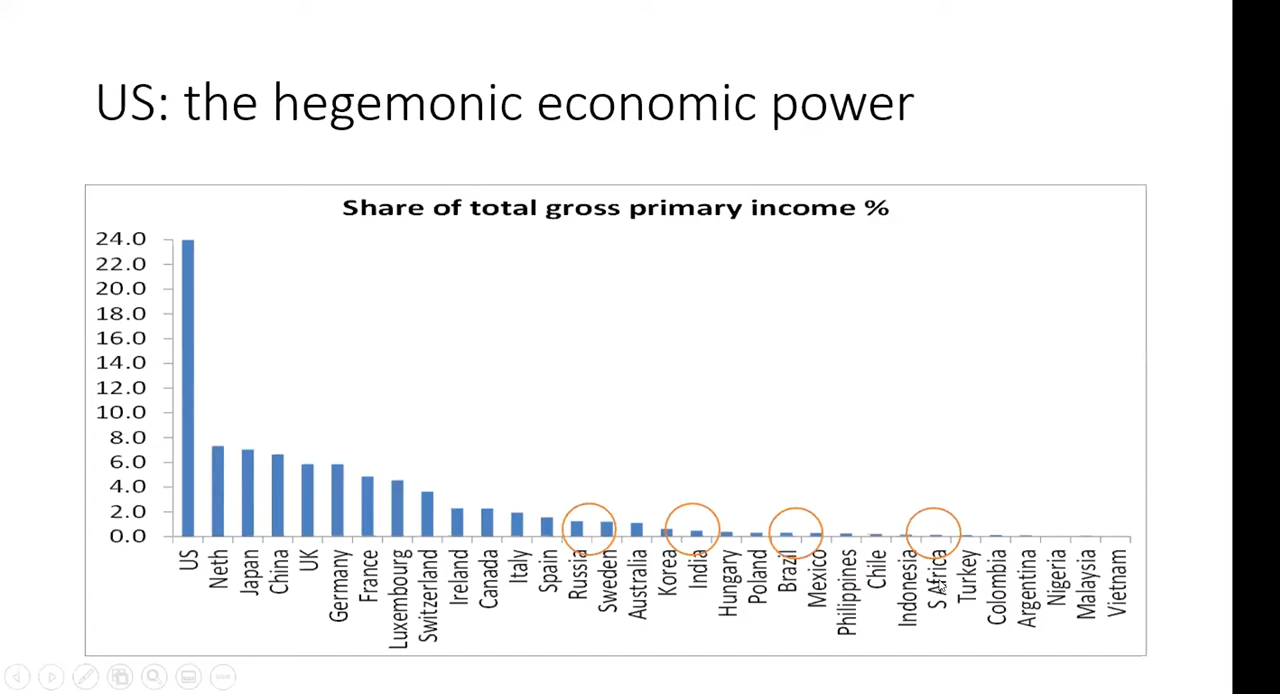 US: the hegemonic economic power
Share of total gross primary income %
24.0
22.0
20.0
18.0
16.0
14.0
12.0
10.0
8.0
6.0
4.0
2.0
0.0
US
Neth
Japan
China
UK
Germany
France
Luxembourg
Switzerland
Ireland
Canada
Italy
Spain
Russia
Sweden
Australia
Korea
India
Hungary
Poland
Brazil
Mexico
Philippines
Chile
Indonesia
S Africa
Turkey
Colombia
Argentina
Nigeria
Malaysia
Vietnam